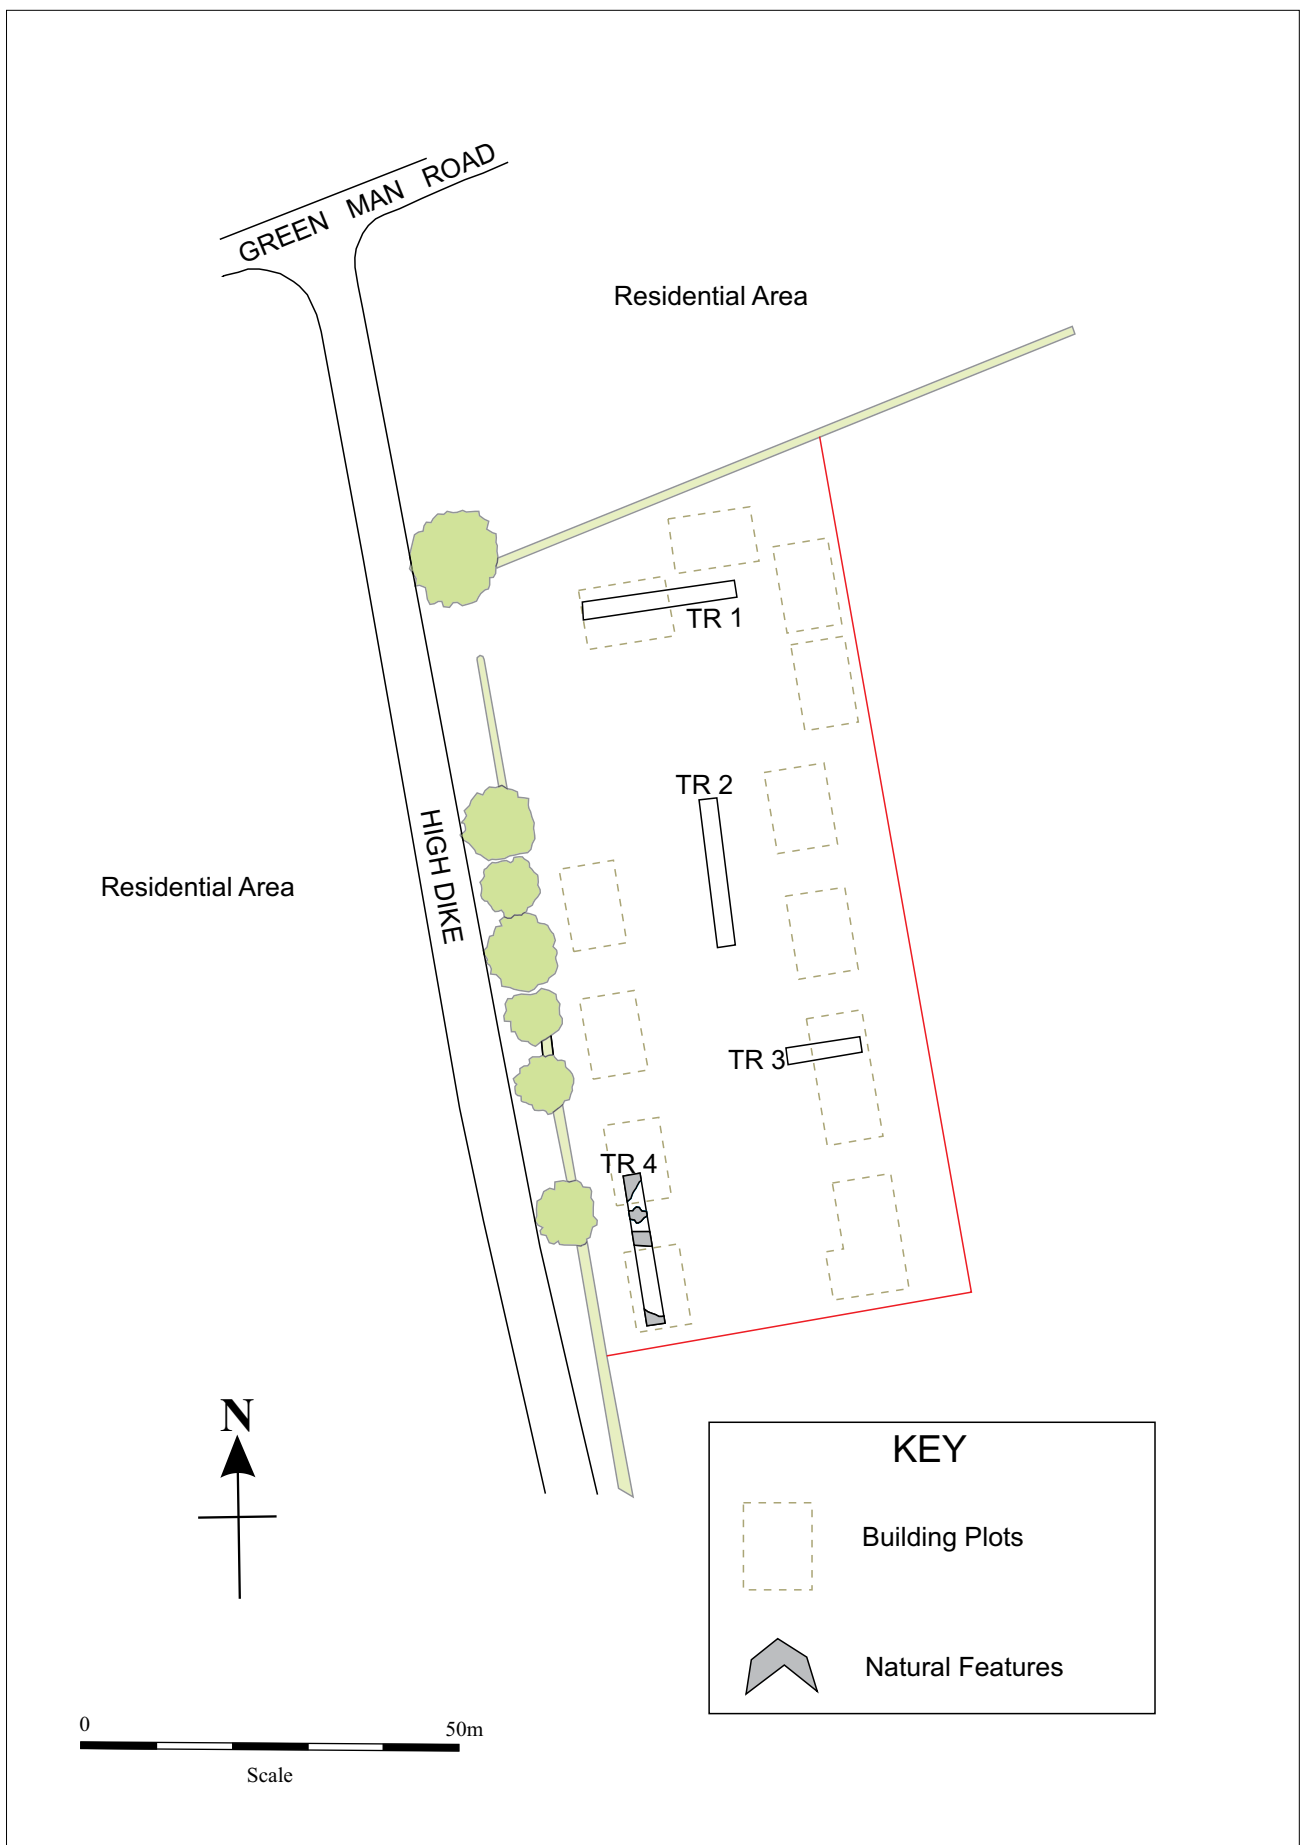 GREEN MAN ROAD
Residential Area
TR 1
TR 2
HIGH DIKE
Residential Area
TR 3
TR 4
N
KEY
Building Plots
Natural Features
0 50m
Scale